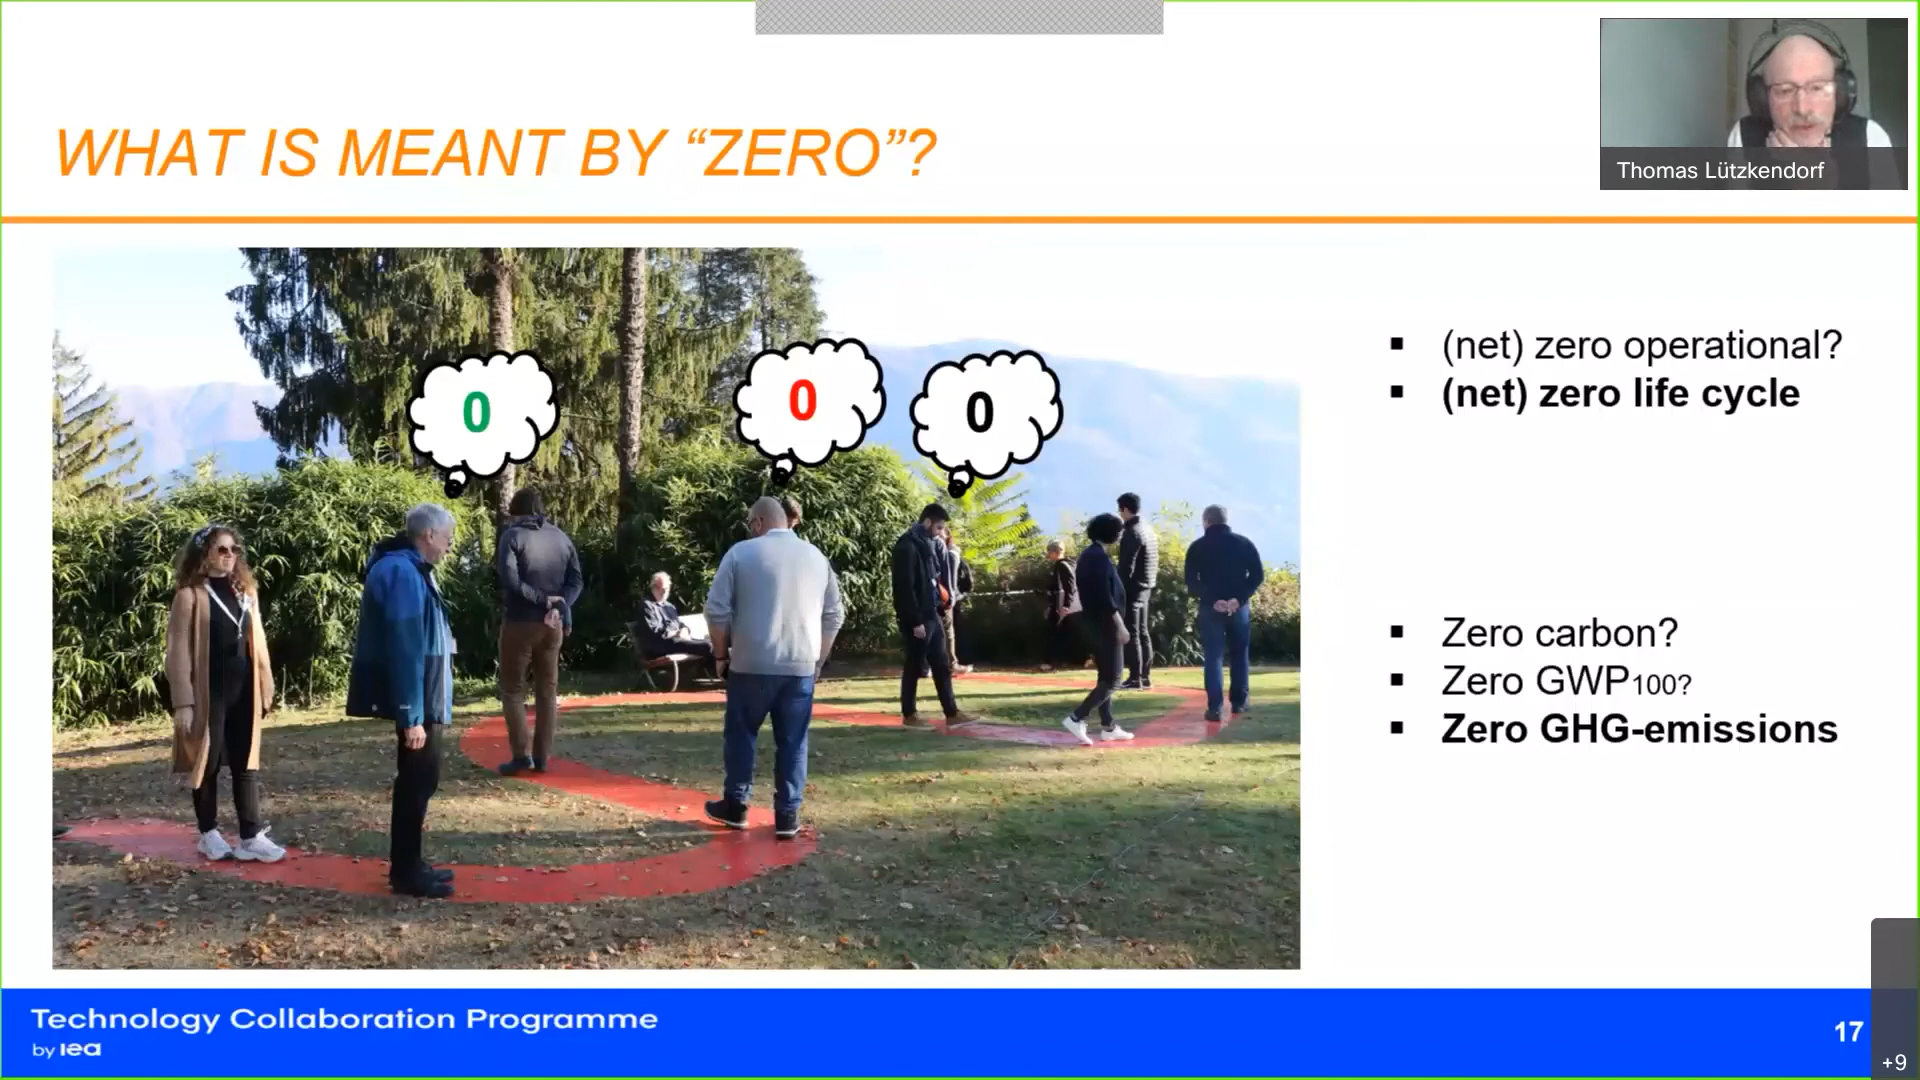 Thomas Lützkendorf
WHAT IS MEANT BY “ZERO”?
0
0
0
▪ (net) zero operational?
▪ (net) zero life cycle
▪ Zero carbon?
▪ Zero GWP100?
▪ Zero GHG-emissions
Technology Collaboration Programme
by iea
17
+9